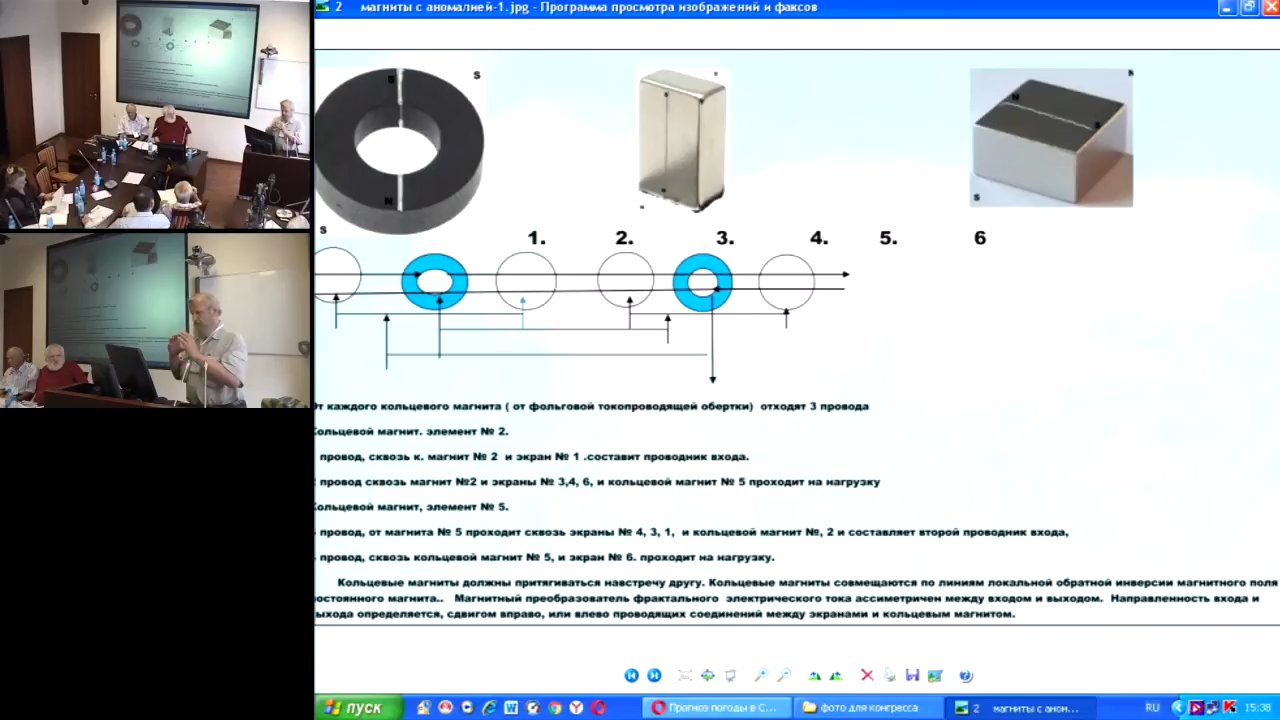 2 магниты с аномалией-1.jpg - Программа просмотра изображений и факсов
S
S
N
S
N
S
S
1. 2. 3. 4. 5. 6
От каждого кольцевого магнита ( от фольговой токопроводящей обертки) отходят 3 провода
Кольцевой магнит. элемент № 2.
провод, сквозь к. магнит № 2 и экран № 1 .составит проводник входа.
2 провод сквозь магнит №2 и экраны № 3,4, 6, и кольцевой магнит № 5 проходит на нагрузку
Кольцевой магнит, элемент № 5.
провод, от магнита № 5 проходит сквозь экраны № 4, 3, 1, и кольцевой магнит №, 2 и составляет второй проводник входа,
провод, сквозь кольцевой магнит № 5, и экран № 6. проходит на нагрузку.
Кольцевые магниты должны притягиваться навстречу другу. Кольцевые магниты совмещаются по линиям локальной обратной инверсии магнитного поля
постоянного магнита.. Магнитный преобразователь фрактального электрического тока ассиметричен между входом и выходом. Направленность входа и
выхода определяется, сдвигом вправо, или влево проводящих соединений между экранами и кольцевым магнитом.
пуск
Прогноз погоды в С...
фото для конгресса
2 магниты с аном...
RU
15:38